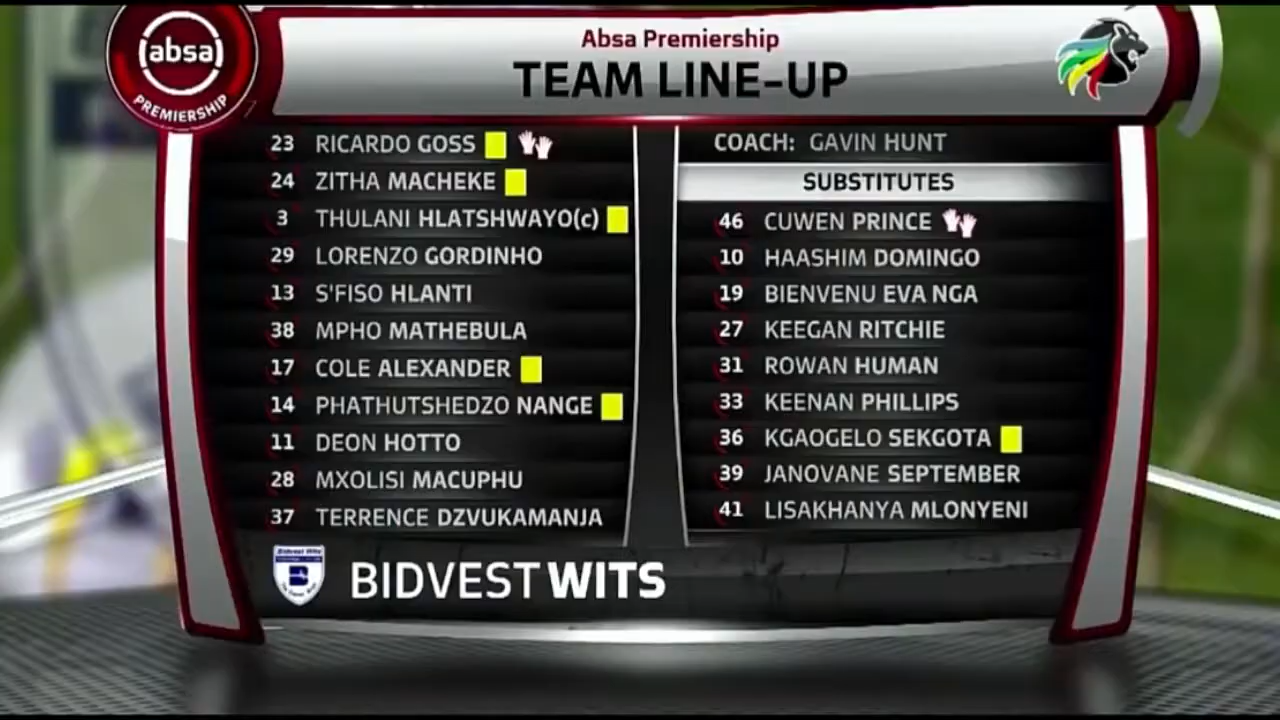 absa
PREMIERSHIP
Absa Premiership
TEAM LINE-UP
23 RICARDO GOSS
24 ZITHA MACHEKE
3 THULANI HLATSHWAYO(c)
29 LORENZO GORDINHO
13 S'FISO HLANTI
38 MPHO MATHEBULA
17 COLE ALEXANDER
14 PHATHUTSHEDZO NANGE
11 DEON HOTTO
28 MXOLISI MACUPHU
37 TERRENCE DZVUKAMANJA
COACH: GAVIN HUNT
SUBSTITUTES
46 CUWEN PRINCE
10 HAASHIM DOMINGO
19 BIENVENU EVA NGA
27 KEEGAN RITCHIE
31 ROWAN HUMAN
33 KEENAN PHILLIPS
36 KGAOGELO SEKGOTA
39 JANOVANE SEPTEMBER
41 LISAKHANYA MLONYENI
Bidvest Wits
BIDVEST WITS